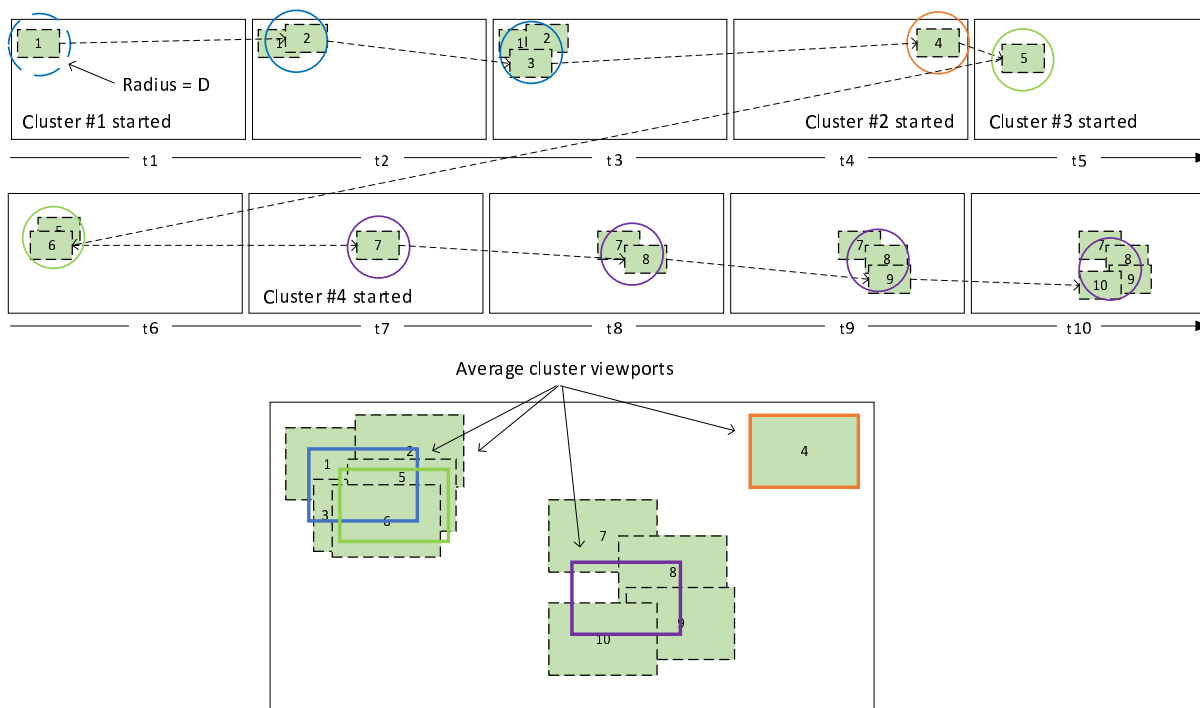 1
1 2
1 2
3
4
5
Radius = D
Cluster #1 started
Cluster #2 started
Cluster #3 started
t1
t2
t3
t4
t5
5
6
7
7
8
7
8
9
7
8
9
10
Cluster #4 started
t6
t7
t8
t9
t10
Average cluster viewports
1
2
3
5
6
4
7
8
9
10